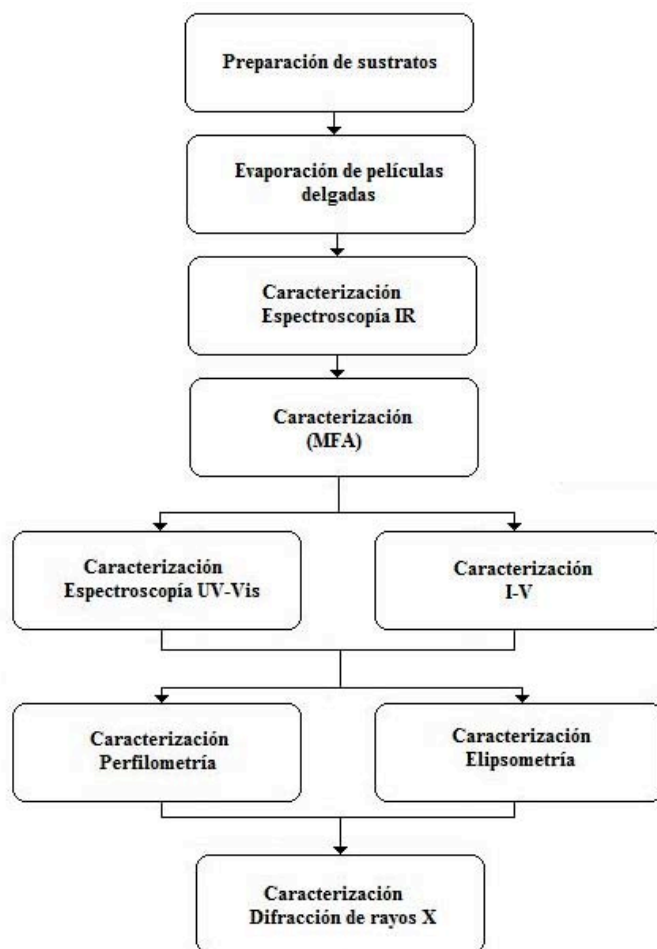 Preparación de sustratos
Evaporación de películas
delgadas
Caracterización
Espectroscopía IR
Caracterización
(MFA)
Caracterización
Espectroscopía UV-Vis
Caracterización
I-V
Caracterización
Perfilometría
Caracterización
Elipsometría
Caracterización
Difracción de rayos X